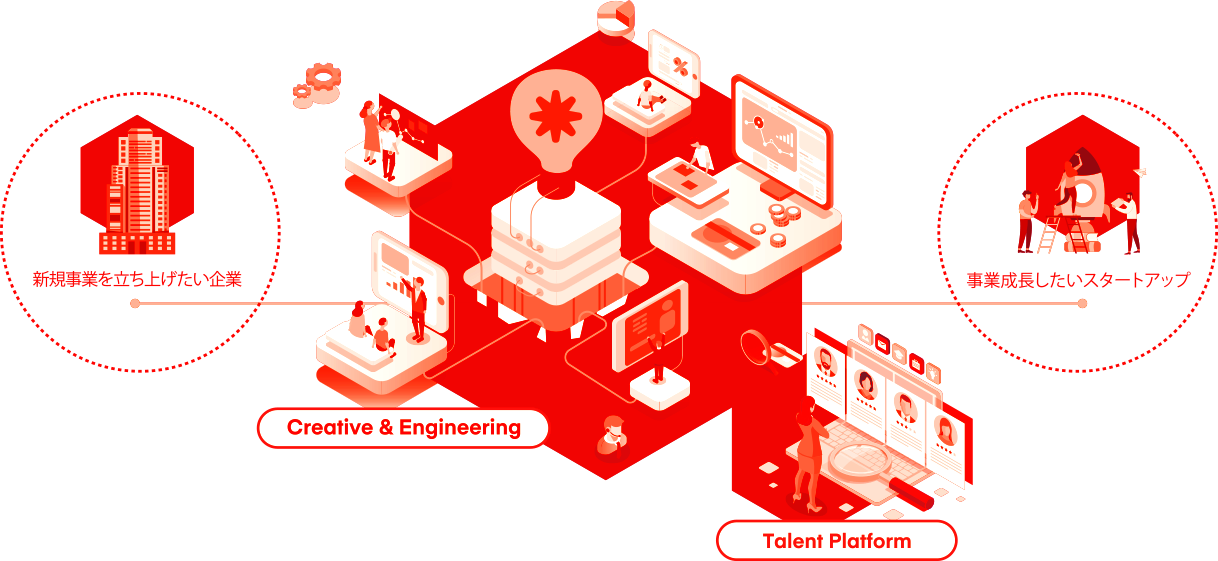 新規事業を立ち上げたい企業
事業成長したいスタートアップ
Creative & Engineering
Talent Platform